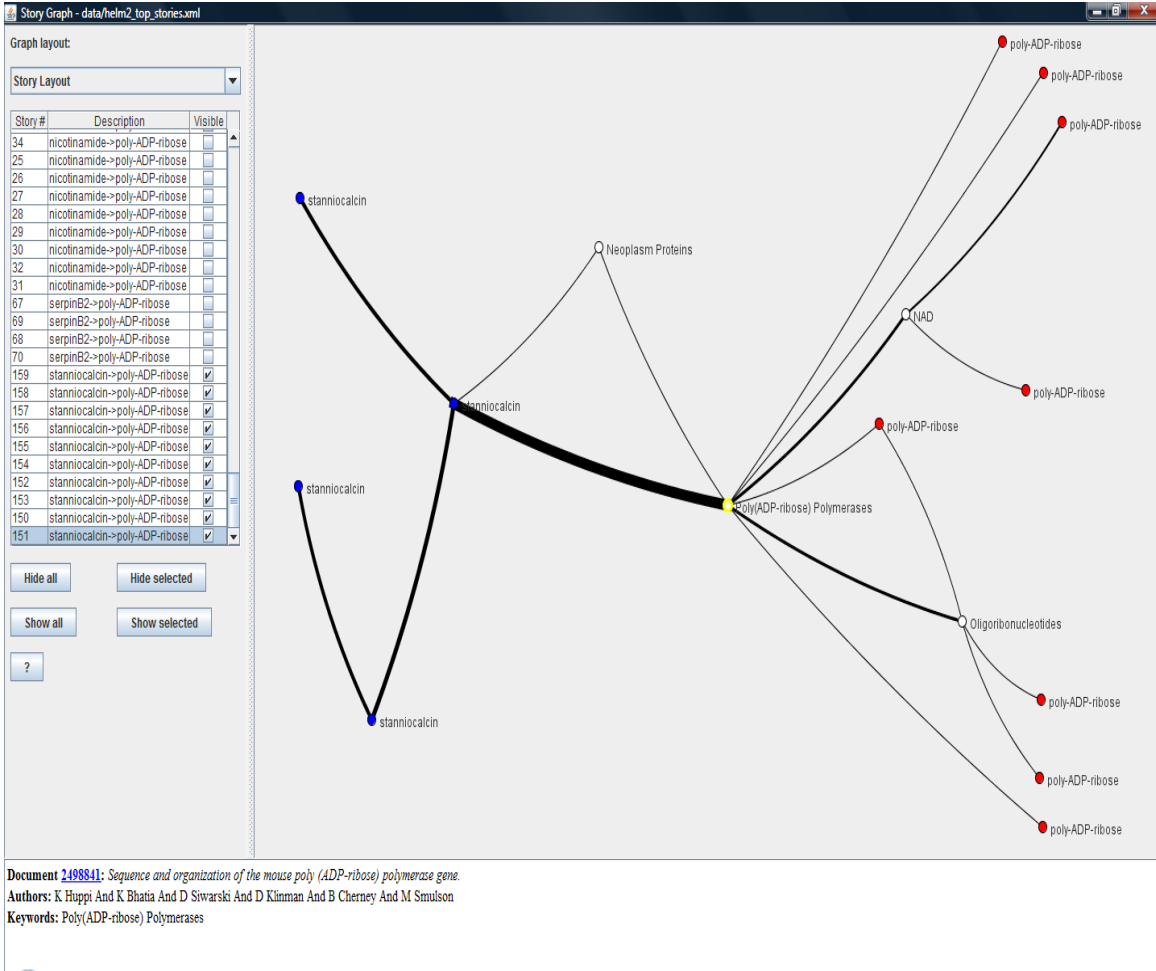 Story Graph - data/helm2_top_stories.xml
Graph layout:
Story Layout
Story # Description Visible
34 nicotinamide->poly-ADP-ribose
25 nicotinamide->poly-ADP-ribose
26 nicotinamide->poly-ADP-ribose
27 nicotinamide->poly-ADP-ribose
28 nicotinamide->poly-ADP-ribose
29 nicotinamide->poly-ADP-ribose
30 nicotinamide->poly-ADP-ribose
32 nicotinamide->poly-ADP-ribose
31 nicotinamide->poly-ADP-ribose
67 serpinB2->poly-ADP-ribose
69 serpinB2->poly-ADP-ribose
68 serpinB2->poly-ADP-ribose
70 serpinB2->poly-ADP-ribose
159 stanniocalcin->poly-ADP-ribose
158 stanniocalcin->poly-ADP-ribose
157 stanniocalcin->poly-ADP-ribose
156 stanniocalcin->poly-ADP-ribose
155 stanniocalcin->poly-ADP-ribose
154 stanniocalcin->poly-ADP-ribose
152 stanniocalcin->poly-ADP-ribose
153 stanniocalcin->poly-ADP-ribose
150 stanniocalcin->poly-ADP-ribose
151 stanniocalcin->poly-ADP-ribose
Hide all Hide selected
Show all Show selected
?
poly-ADP-ribose
poly-ADP-ribose
poly-ADP-ribose
stanniocalcin
Neoplasm Proteins
NAD
poly-ADP-ribose
stanniocalcin
poly-ADP-ribose
stanniocalcin
Poly(ADP-ribose) Polymerases
Oligoribonucleotides
poly-ADP-ribose
stanniocalcin
poly-ADP-ribose
poly-ADP-ribose
Document 2498841: Sequence and organization of the mouse poly (ADP-ribose) polymerase gene.
Authors: K Huppi And K Bhatia And D Siwarski And D Klinman And B Cherney And M Smulson
Keywords: Poly(ADP-ribose) Polymerases